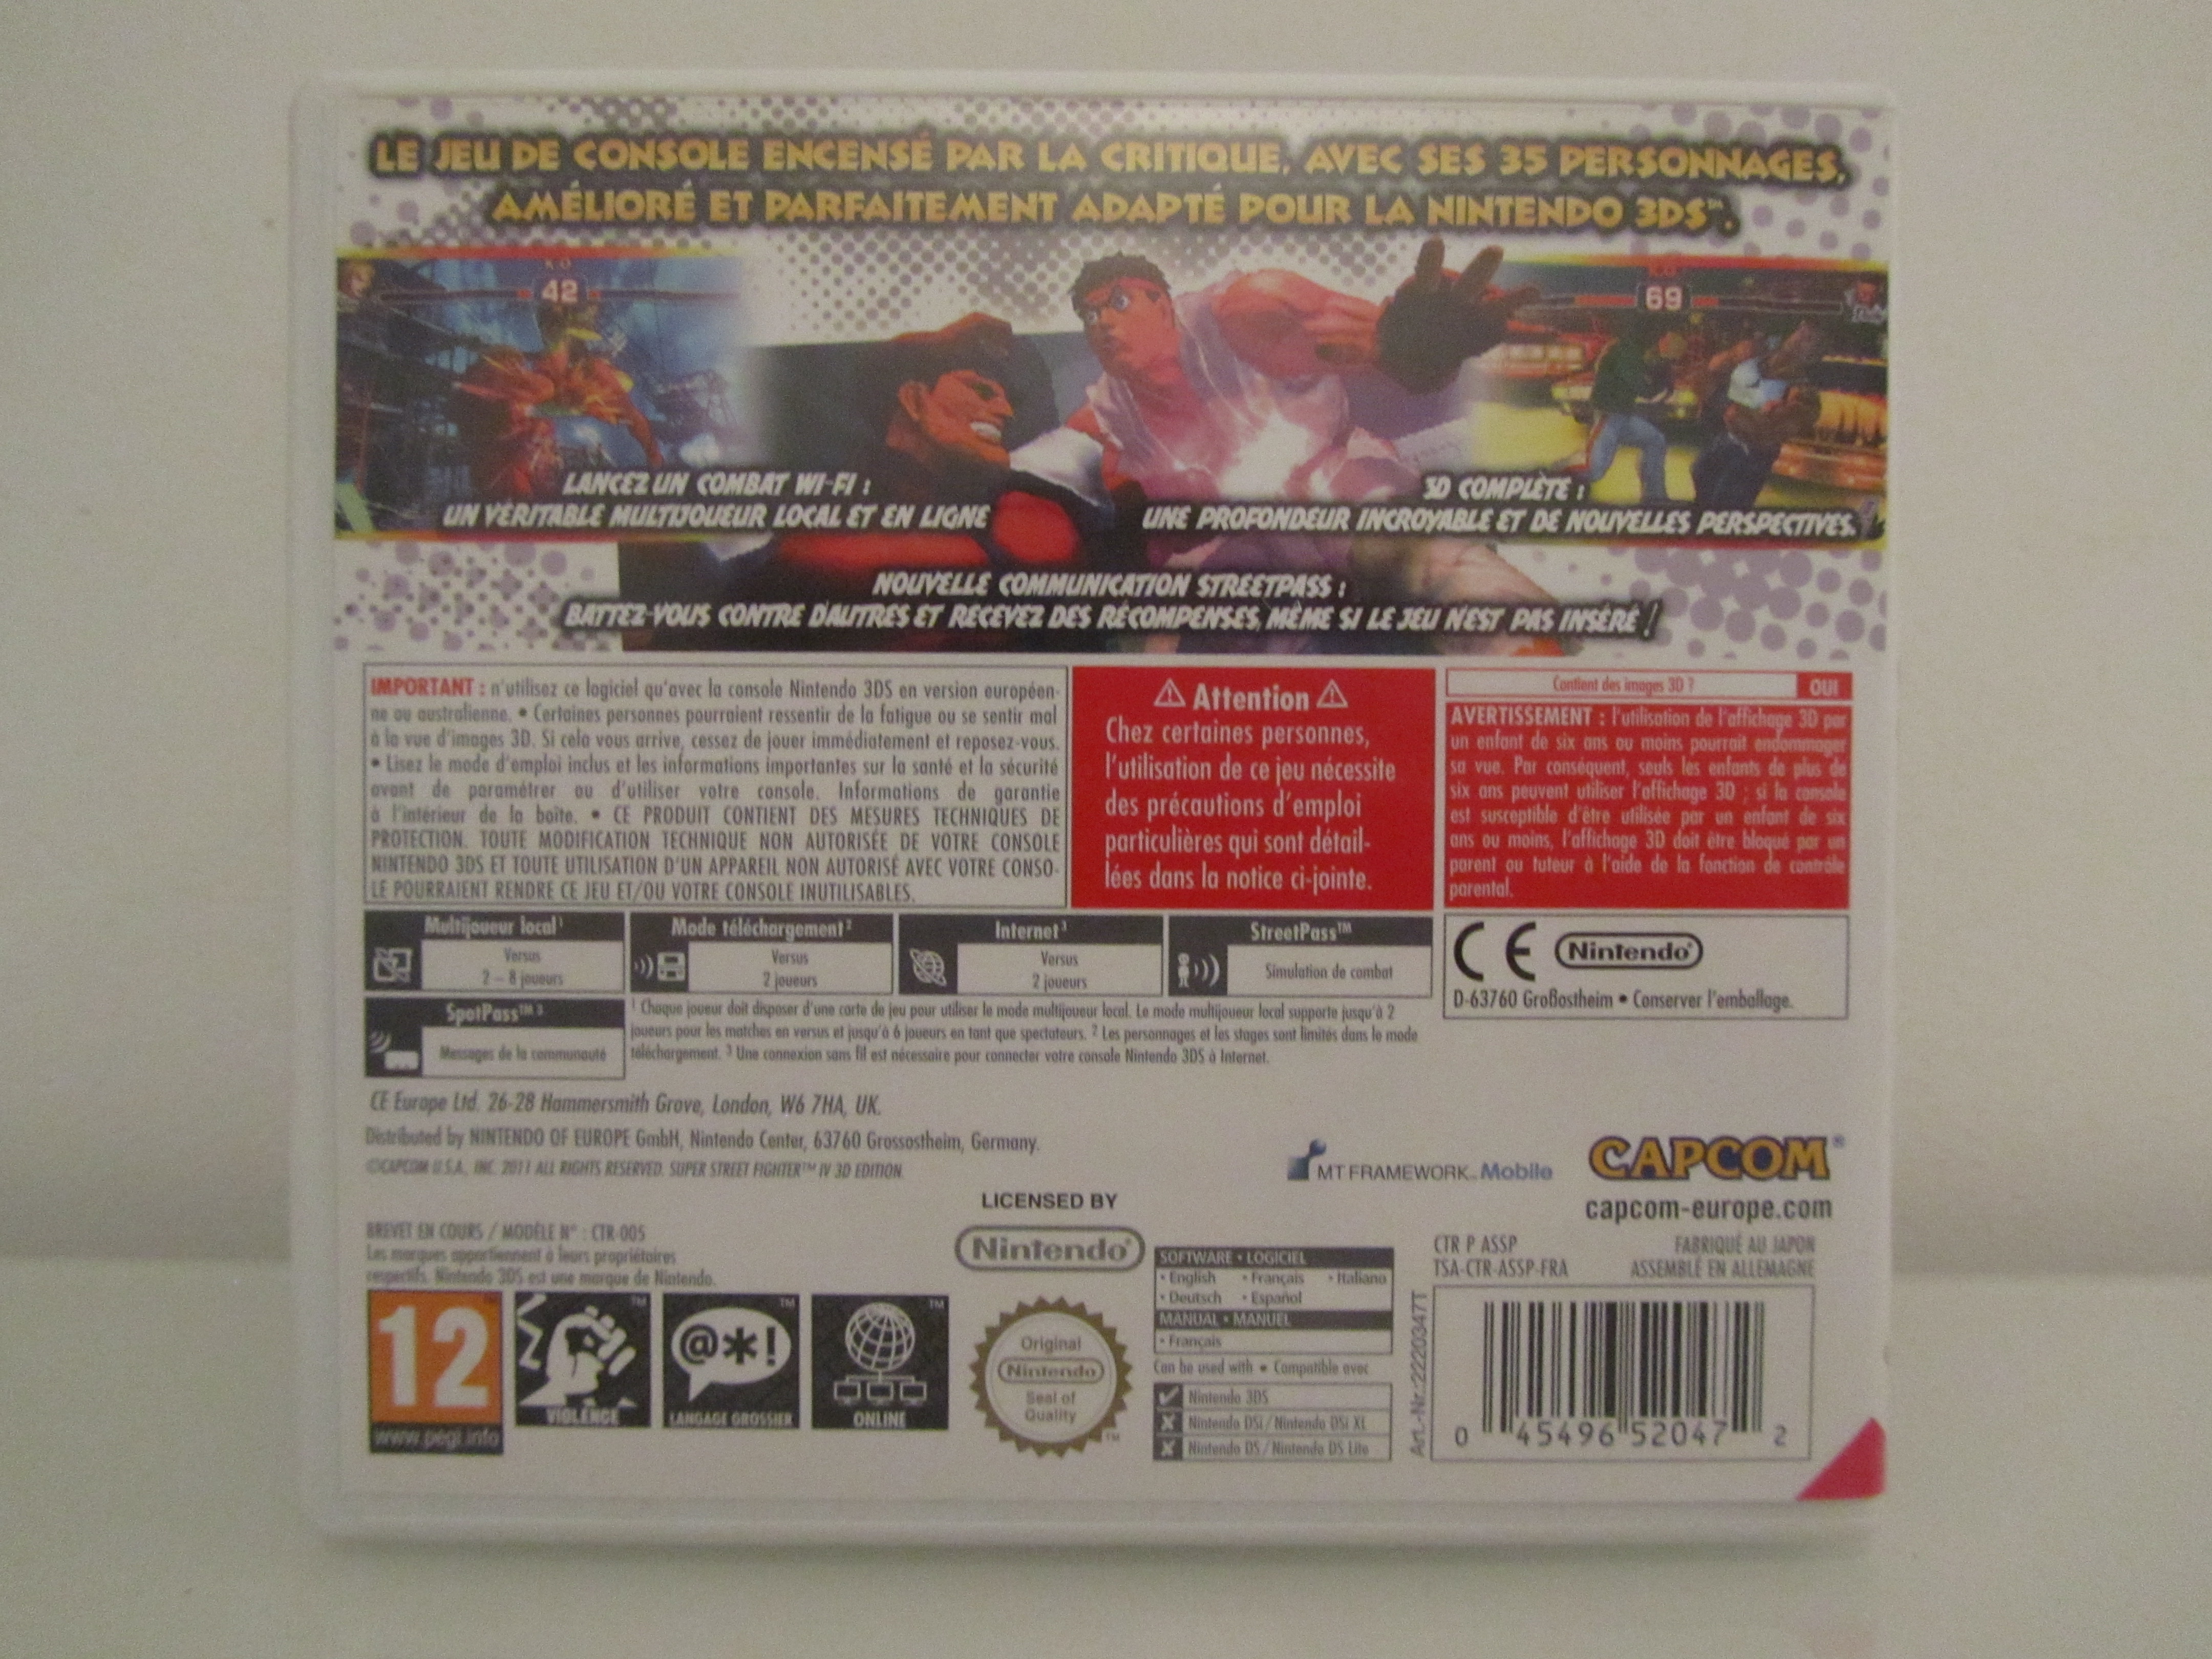 LE JEU DE CONSOLE ENCENSÉ PAR LA CRITIQUE, AVEC SES 35 PERSONNAGES,
AMÉLIORÉ ET PARFAITEMENT ADAPTÉ POUR LA NINTENDO 3DS™.
K.O
42
K.O
69
LANCEZ UN COMBAT WI-FI :
UN VÉRITABLE MULTIJOUEUR LOCAL ET EN LIGNE
3D COMPLÈTE :
UNE PROFONDEUR INCROYABLE ET DE NOUVELLES PERSPECTIVES.
NOUVELLE COMMUNICATION STREETPASS :
BATTEZ-VOUS CONTRE D'AUTRES ET RECEVEZ DES RÉCOMPENSES, MÊME SI LE JEU N'EST PAS INSÉRÉ !
IMPORTANT : n'utilisez ce logiciel qu'avec la console Nintendo 3DS en version européen-
ne ou australienne. • Certaines personnes pourraient ressentir de la fatigue ou se sentir mal
à la vue d'images 3D. Si cela vous arrive, cessez de jouer immédiatement et reposez-vous.
• Lisez le mode d'emploi inclus et les informations importantes sur la santé et la sécurité
avant de paramétrer ou d'utiliser votre console. Informations de garantie
à l'intérieur de la boîte. • CE PRODUIT CONTIENT DES MESURES TECHNIQUES DE
PROTECTION. TOUTE MODIFICATION TECHNIQUE NON AUTORISÉE DE VOTRE CONSOLE
NINTENDO 3DS ET TOUTE UTILISATION D'UN APPAREIL NON AUTORISÉ AVEC VOTRE CONSO-
LE POURRAIENT RENDRE CE JEU ET/OU VOTRE CONSOLE INUTILISABLES.
⚠ Attention ⚠
Chez certaines personnes,
l'utilisation de ce jeu nécessite
des précautions d'emploi
particulières qui sont détail-
lées dans la notice ci-jointe.
Contient des images 3D ? OUI
AVERTISSEMENT : l'utilisation de l'affichage 3D par
un enfant de six ans ou moins pourrait endommager
sa vue. Par conséquent, seuls les enfants de plus de
six ans peuvent utiliser l'affichage 3D ; si la console
est susceptible d'être utilisée par un enfant de six
ans ou moins, l'affichage 3D doit être bloqué par un
parent ou tuteur à l'aide de la fonction de contrôle
parental.
Multijoueur local¹
Versus
2 – 8 joueurs
Mode téléchargement²
Versus
2 joueurs
Internet³
Versus
2 joueurs
StreetPass™
Simulation de combat
CE Nintendo®
D-63760 Großostheim • Conserver l'emballage.
SpotPass™ ³
Messages de la communauté
¹ Chaque joueur doit disposer d'une carte de jeu pour utiliser le mode multijoueur local. Le mode multijoueur local supporte jusqu'à 2
joueurs pour les matches en versus et jusqu'à 6 joueurs en tant que spectateurs. ² Les personnages et les stages sont limités dans le mode
téléchargement. ³ Une connexion sans fil est nécessaire pour connecter votre console Nintendo 3DS à Internet.
CE Europe Ltd. 26-28 Hammersmith Grove, London, W6 7HA, UK.
Distributed by NINTENDO OF EUROPE GmbH, Nintendo Center, 63760 Grossostheim, Germany.
©CAPCOM U.S.A., INC. 2011 ALL RIGHTS RESERVED. SUPER STREET FIGHTER™ IV 3D EDITION.
MT FRAMEWORK™ Mobile
CAPCOM®
capcom-europe.com
BREVET EN COURS / MODÈLE N° : CTR-005
Les marques appartiennent à leurs propriétaires
respectifs. Nintendo 3DS est une marque de Nintendo.
LICENSED BY
Nintendo®
12
www.pegi.info
™
VIOLENCE
™
@*!
LANGAGE GROSSIER
™
ONLINE
Original
Nintendo
Seal of
Quality
™
SOFTWARE • LOGICIEL
• English • Français • Italiano
• Deutsch • Español
MANUAL • MANUEL
• Français
Can be used with • Compatible avec
Nintendo 3DS
Nintendo DSi / Nintendo DSi XL
Nintendo DS / Nintendo DS Lite
CTR P ASSP
TSA-CTR-ASSP-FRA
FABRIQUÉ AU JAPON
ASSEMBLÉ EN ALLEMAGNE
Art.-Nr.:2220347T
0 45496 52047 2